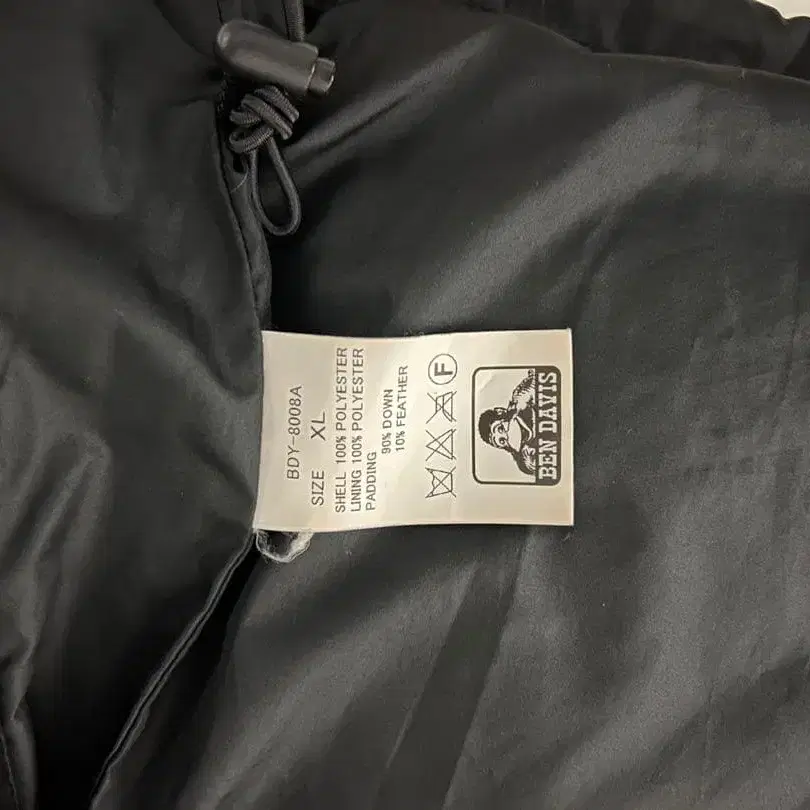 BDY-8008A
SIZE XL
SHELL 100% POLYESTER
LINING 100% POLYESTER
PADDING
90% DOWN
10% FEATHER
F
BEN DAVIS